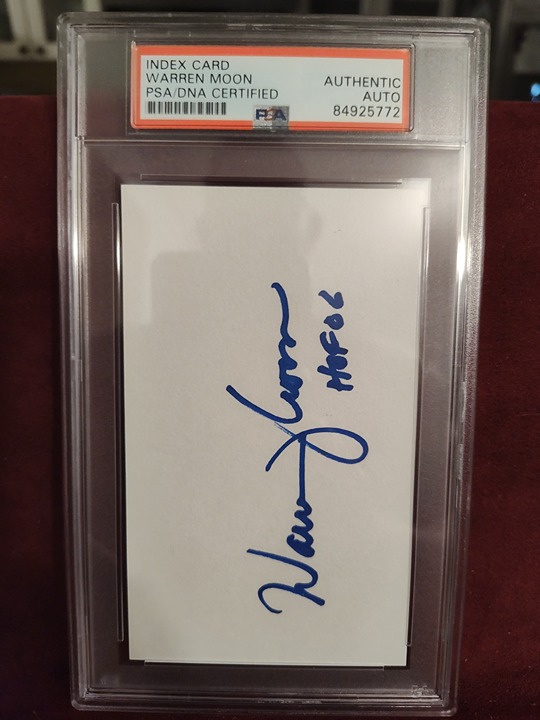 INDEX CARD
WARREN MOON
PSA/DNA CERTIFIED
AUTHENTIC
AUTO
84925772
PSA
Warren Moon
HOF 06